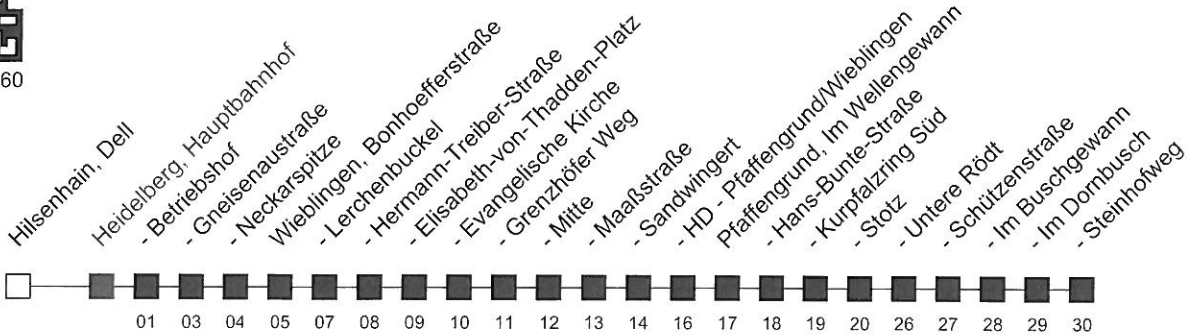 60
Hilsenhain, Dell
Heidelberg, Hauptbahnhof
- Betriebshof
- Gneisenaustraße
- Neckarspitze
Wieblingen, Bonhoefferstraße
- Lerchenbuckel
- Hermann-Treiber-Straße
- Elisabeth-von-Thadden-Platz
- Evangelische Kirche
- Grenzhöfer Weg
- Mitte
- Maaßstraße
- Sandwingert
- HD - Pfaffengrund/Wieblingen
Pfaffengrund, Im Wellengewann
- Hans-Bunte-Straße
- Kurpfalzring Süd
- Stotz
- Untere Rödt
- Schützenstraße
- Im Buschgewann
- Im Dornbusch
- Steinhofweg
01 03 04 05 07 08 09 10 11 12 13 14 16 17 18 19 20 26 27 28 29 30